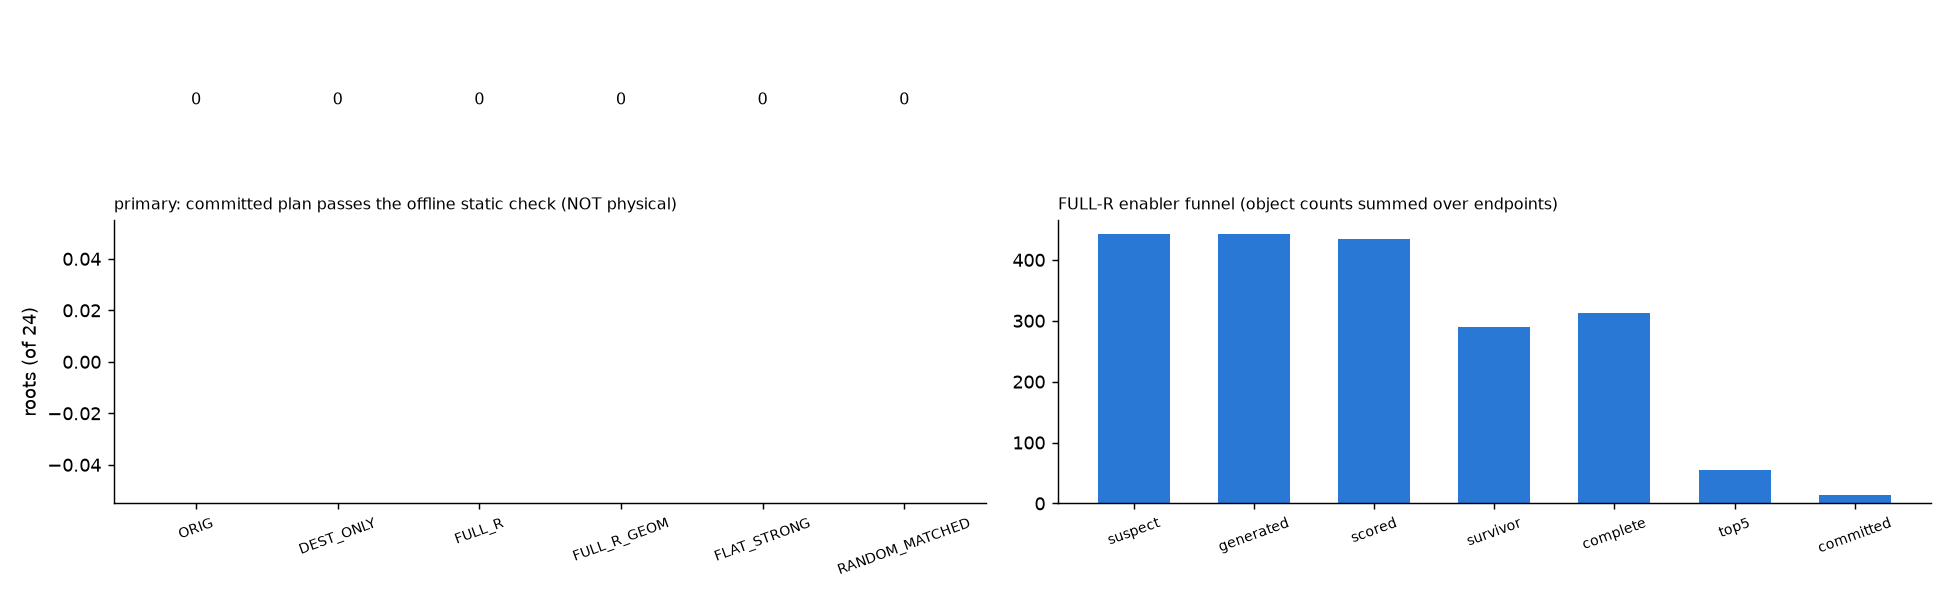 0 0 0 0 0 0
primary: committed plan passes the offline static check (NOT physical)
roots (of 24)
0.04
0.02
0.00
−0.02
−0.04
ORIG DEST_ONLY FULL_R FULL_R_GEOM FLAT_STRONG RANDOM_MATCHED
FULL-R enabler funnel (object counts summed over endpoints)
400
300
200
100
0
suspect generated scored survivor complete top5 committed